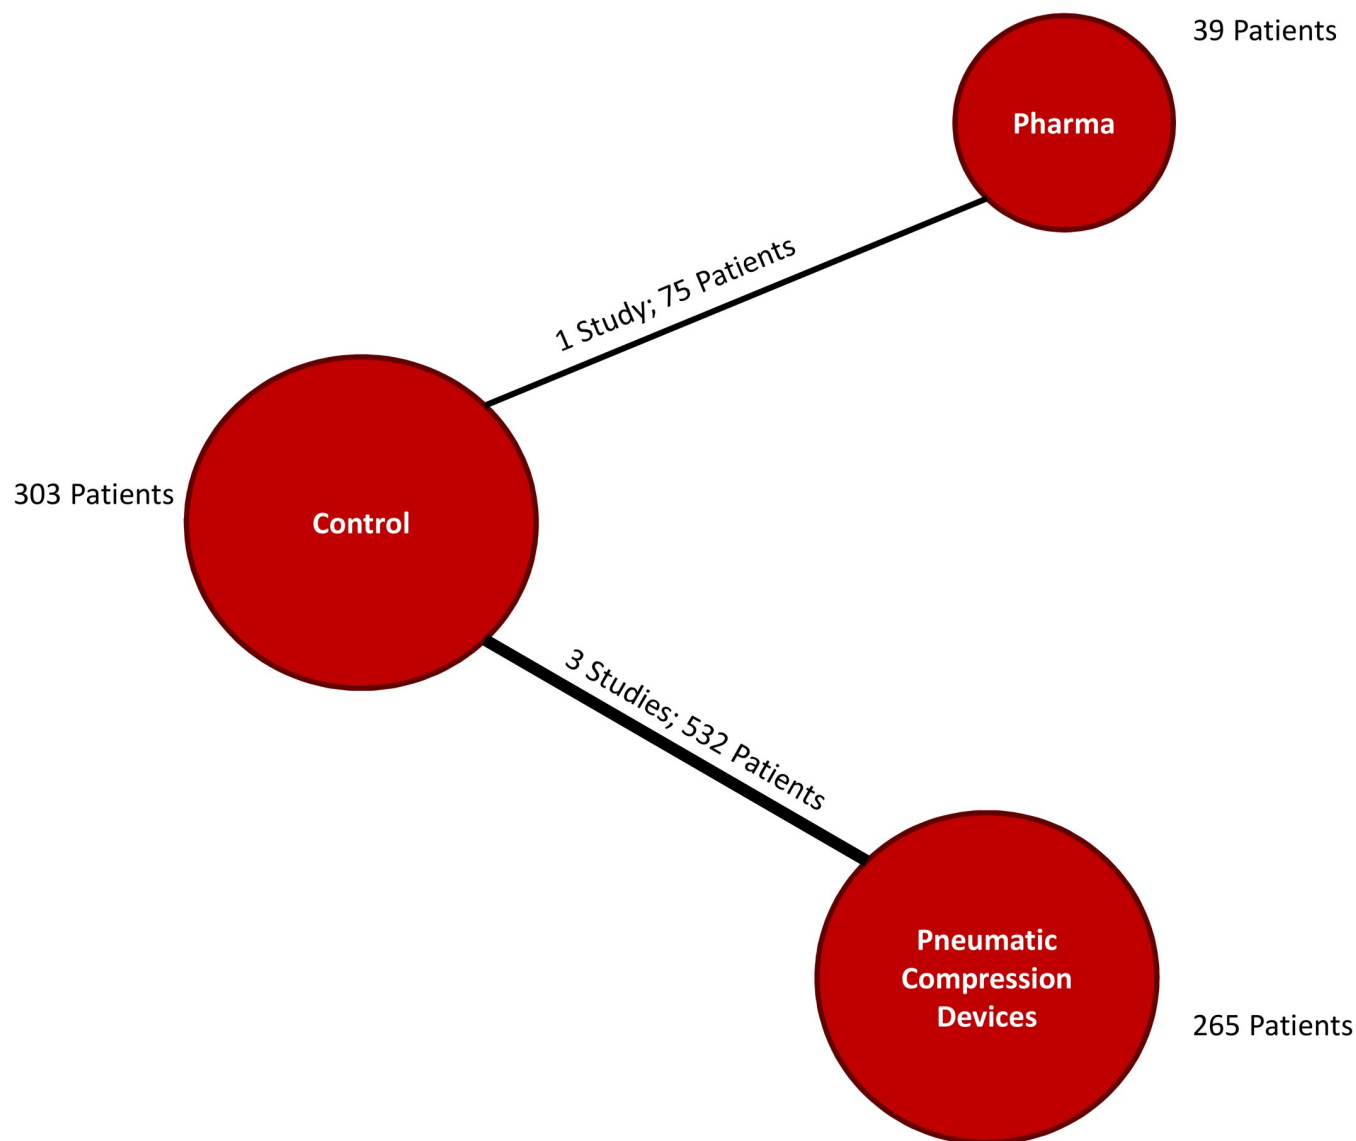 39 Patients
Pharma
1 Study; 75 Patients
303 Patients
Control
3 Studies; 532 Patients
Pneumatic
Compression
Devices
265 Patients